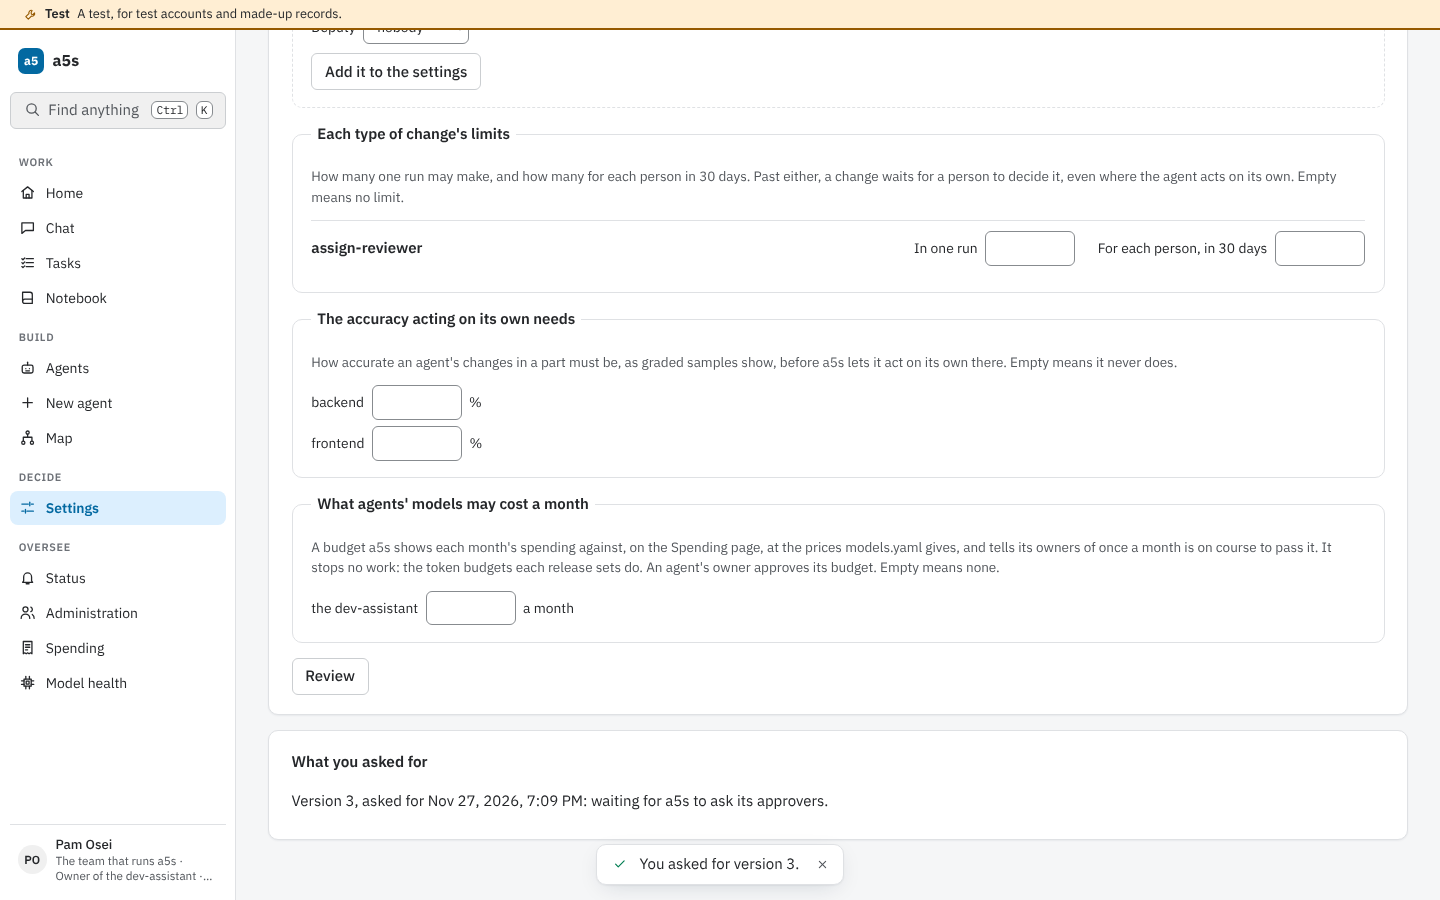 Test A test, for test accounts and made-up records.
a5 a5s
Find anything Ctrl K
WORK
Home
Chat
Tasks
Notebook
BUILD
Agents
New agent
Map
DECIDE
Settings
OVERSEE
Status
Administration
Spending
Model health
PO Pam Osei
The team that runs a5s ·
Owner of the dev-assistant ·...
Deputy nobody
Add it to the settings
Each type of change's limits
How many one run may make, and how many for each person in 30 days. Past either, a change waits for a person to decide it, even where the agent acts on its own. Empty
means no limit.
assign-reviewer In one run For each person, in 30 days
The accuracy acting on its own needs
How accurate an agent's changes in a part must be, as graded samples show, before a5s lets it act on its own there. Empty means it never does.
backend %
frontend %
What agents' models may cost a month
A budget a5s shows each month's spending against, on the Spending page, at the prices models.yaml gives, and tells its owners of once a month is on course to pass it. It
stops no work: the token budgets each release sets do. An agent's owner approves its budget. Empty means none.
the dev-assistant a month
Review
What you asked for
Version 3, asked for Nov 27, 2026, 7:09 PM: waiting for a5s to ask its approvers.
You asked for version 3.